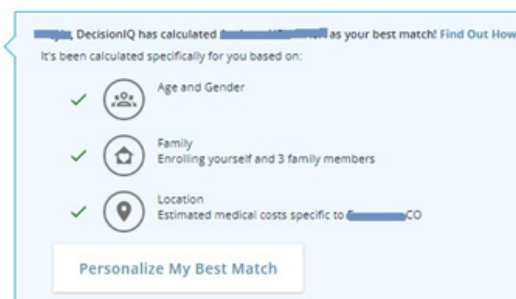 , DecisionIQ has calculated as your best match! Find Out How
It's been calculated specifically for you based on:
Age and Gender
Family
Enrolling yourself and 3 family members
Location
Estimated medical costs specific to CO
Personalize My Best Match